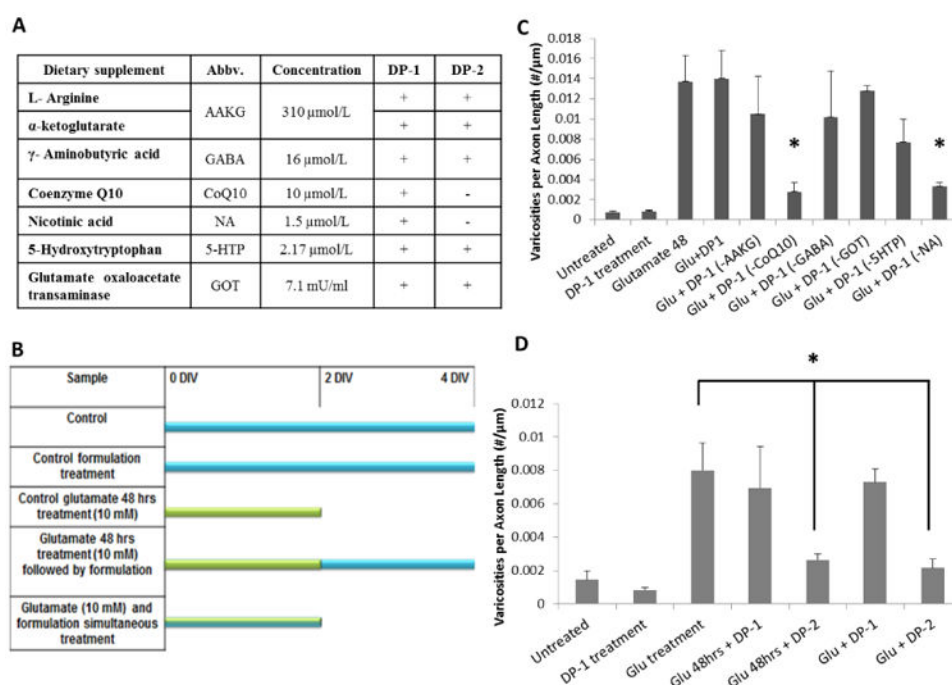 A
Dietary supplement Abbv. Concentration DP-1 DP-2
L- Arginine + +
AAKG 310 µmol/L
α-ketoglutarate + +
γ- Aminobutyric acid GABA 16 µmol/L + +
Coenzyme Q10 CoQ10 10 µmol/L + -
Nicotinic acid NA 1.5 µmol/L + -
5-Hydroxytryptophan 5-HTP 2.17 µmol/L + +
Glutamate oxaloacetate
transaminase GOT 7.1 mU/ml + +
B
Sample 0 DIV 2 DIV 4 DIV
Control
Control formulation
treatment
Control glutamate 48 hrs
treatment (10 mM)
Glutamate 48 hrs
treatment (10 mM)
followed by formulation
Glutamate (10 mM) and
formulation simultaneous
treatment
C
Varicosities per Axon Length (#/µm)
0.018
0.016
0.014
0.012
0.01
0.008
0.006
0.004
0.002
0
*
*
Untreated
DP-1 treatment
Glutamate 48
Glu+DP1
Glu + DP-1 (-AAKG)
Glu + DP-1 (-CoQ10)
Glu + DP-1 (-GABA)
Glu + DP-1 (-GOT)
Glu + DP-1 (-5HTP)
Glu + DP-1 (-NA)
D
Varicosities per Axon Length (#/µm)
0.012
0.01
0.008
0.006
0.004
0.002
0
*
Untreated
DP-1 treatment
Glu treatment
Glu 48hrs + DP-1
Glu 48hrs + DP-2
Glu + DP-1
Glu + DP-2